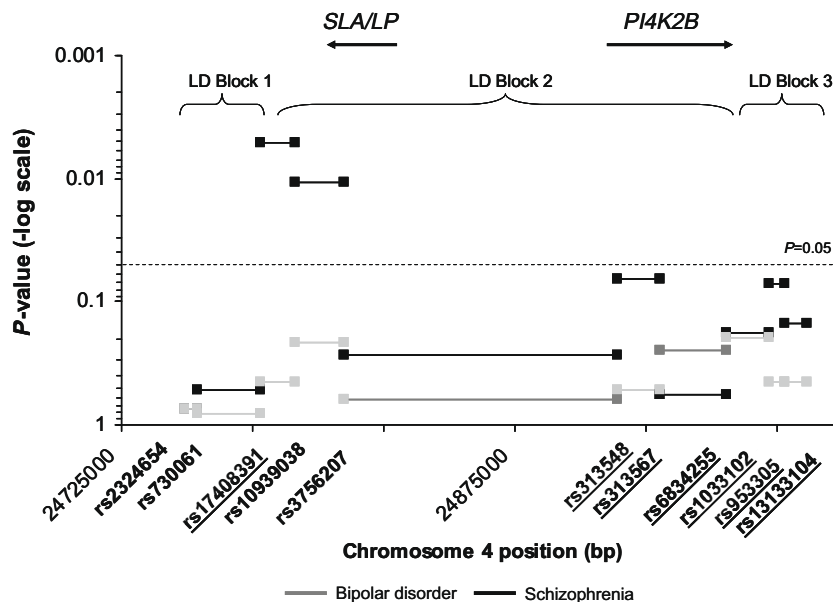 SLA/LP PI4K2B
LD Block 1 LD Block 2 LD Block 3
P-value (-log scale)
0.001
0.01
0.1
1
P=0.05
24725000 rs2324654 rs730061 rs17408391 rs10939038 rs3756207 24875000 rs313548 rs313567 rs6834255 rs1033102 rs953305 rs13133104
Chromosome 4 position (bp)
Bipolar disorder Schizophrenia